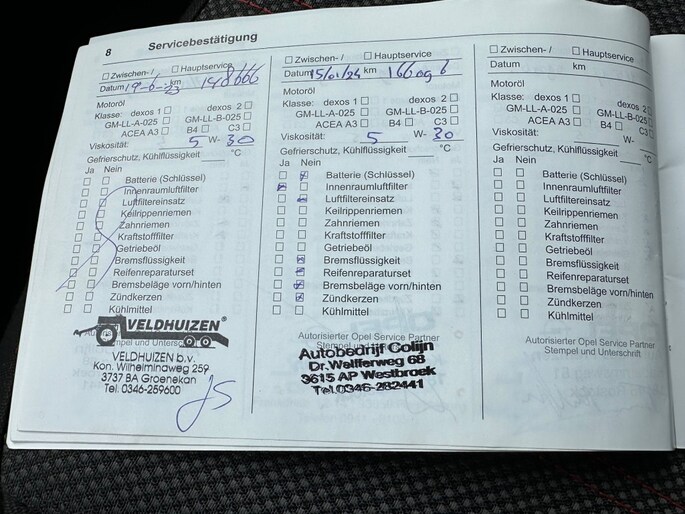 8 Servicebestätigung
☐ Zwischen- / ☐ Hauptservice
Datum 19-6-23 km 148666
Motoröl
Klasse: dexos 1 ☐ dexos 2 ☐
GM-LL-A-025 ☐ GM-LL-B-025 ☐
ACEA A3 ☐ B4 ☐ C3 ☐
Viskosität: 5 W- 30
Gefrierschutz, Kühlflüssigkeit °C
Ja Nein
Batterie (Schlüssel)
Innenraumluftfilter
Luftfiltereinsatz
Keilrippenriemen
Zahnriemen
Kraftstofffilter
Getriebeöl
Bremsflüssigkeit
Reifenreparaturset
Bremsbeläge vorn/hinten
Zündkerzen
Kühlmittel
VELDHUIZEN®
Stempel und Unterschrift
VELDHUIZEN b.v.
Kon. Wilhelminaweg 259
3737 BA Groenekan
Tel. 0346-259600
☐ Zwischen- / ☐ Hauptservice
Datum 15/01/24 km 166096
Motoröl
Klasse: dexos 1 ☐ dexos 2 ☐
GM-LL-A-025 ☐ GM-LL-B-025 ☐
ACEA A3 ☐ B4 ☐ C3 ☐
Viskosität: 5 W- 30
Gefrierschutz, Kühlflüssigkeit °C
Ja Nein
Batterie (Schlüssel)
Innenraumluftfilter
Luftfiltereinsatz
Keilrippenriemen
Zahnriemen
Kraftstofffilter
Getriebeöl
Bremsflüssigkeit
Reifenreparaturset
Bremsbeläge vorn/hinten
Zündkerzen
Kühlmittel
Autorisierter Opel Service Partner
Autobedrijf Colijn
Dr. Welfferweg 68
3615 AP Westbroek
Tel. 0346-282441
☐ Zwischen- / ☐ Hauptservice
Datum km
Motoröl
Klasse: dexos 1 ☐ dexos 2 ☐
GM-LL-A-025 ☐ GM-LL-B-025 ☐
ACEA A3 ☐ B4 ☐ C3 ☐
Viskosität: W-
Gefrierschutz, Kühlflüssigkeit °C
Ja Nein
Batterie (Schlüssel)
Innenraumluftfilter
Luftfiltereinsatz
Keilrippenriemen
Zahnriemen
Kraftstofffilter
Getriebeöl
Bremsflüssigkeit
Reifenreparaturset
Bremsbeläge vorn/hinten
Zündkerzen
Kühlmittel
Autorisierter Opel Service Partner
Stempel und Unterschrift